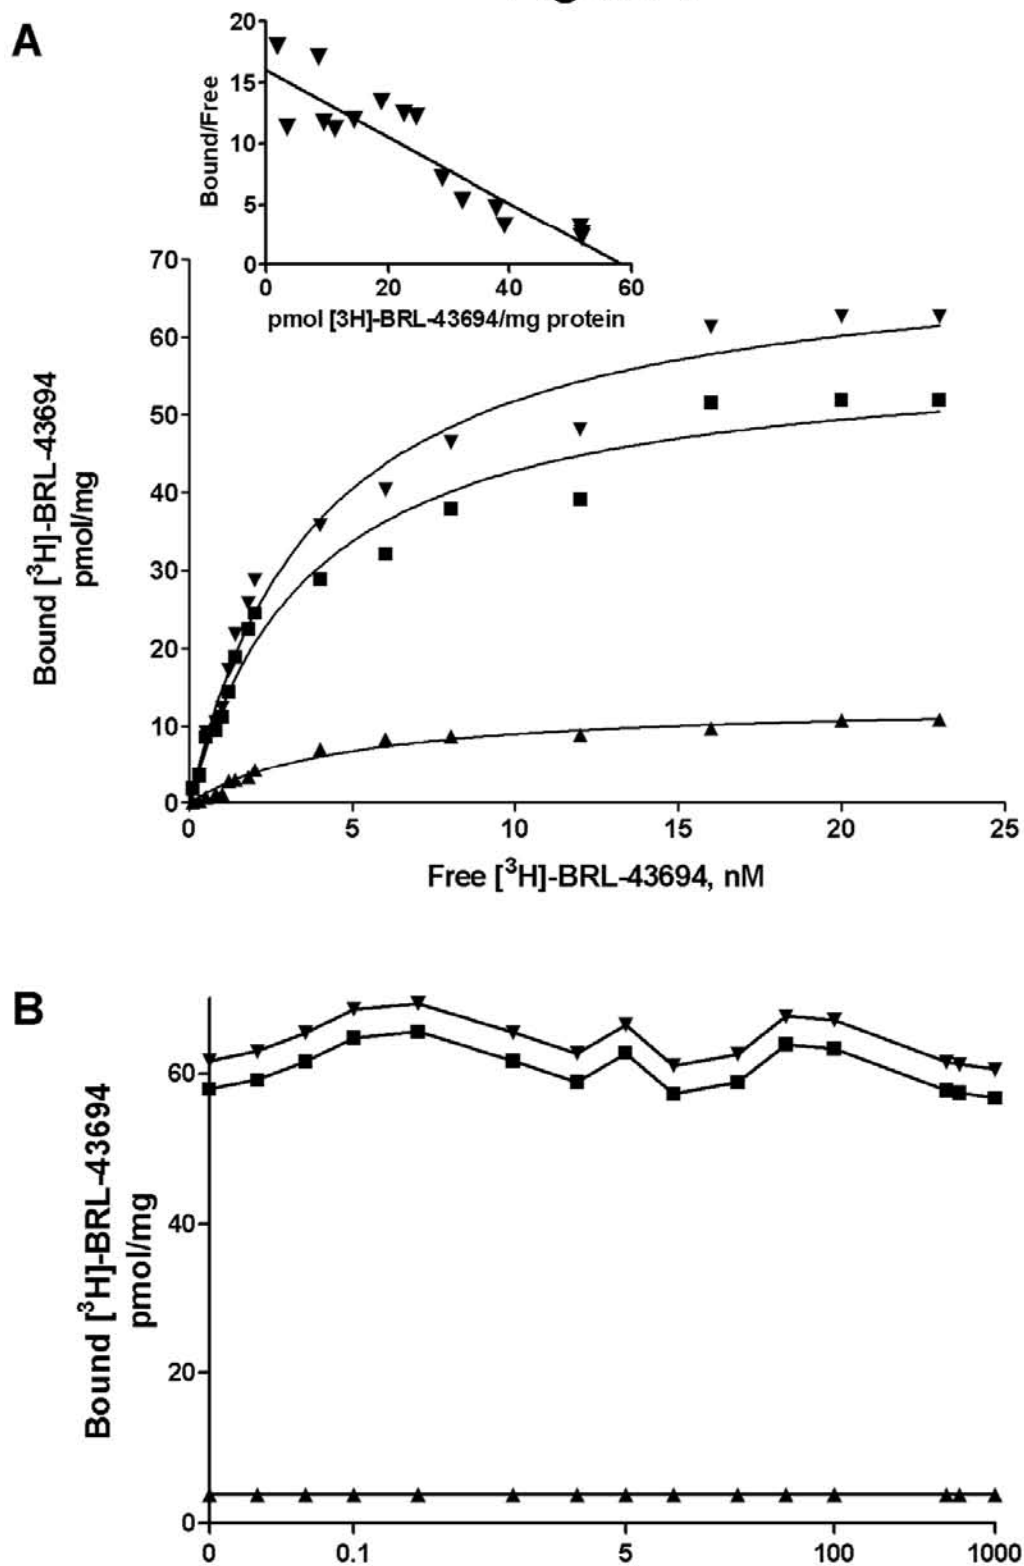 A
20
15
10
5
0
Bound/Free
0 20 40 60
pmol [3H]-BRL-43694/mg protein
70
60
50
40
30
20
10
0
Bound [³H]-BRL-43694
pmol/mg
0 5 10 15 20 25
Free [³H]-BRL-43694, nM
B
60
40
20
0
Bound [³H]-BRL-43694
pmol/mg
0 0.1 5 100 1000